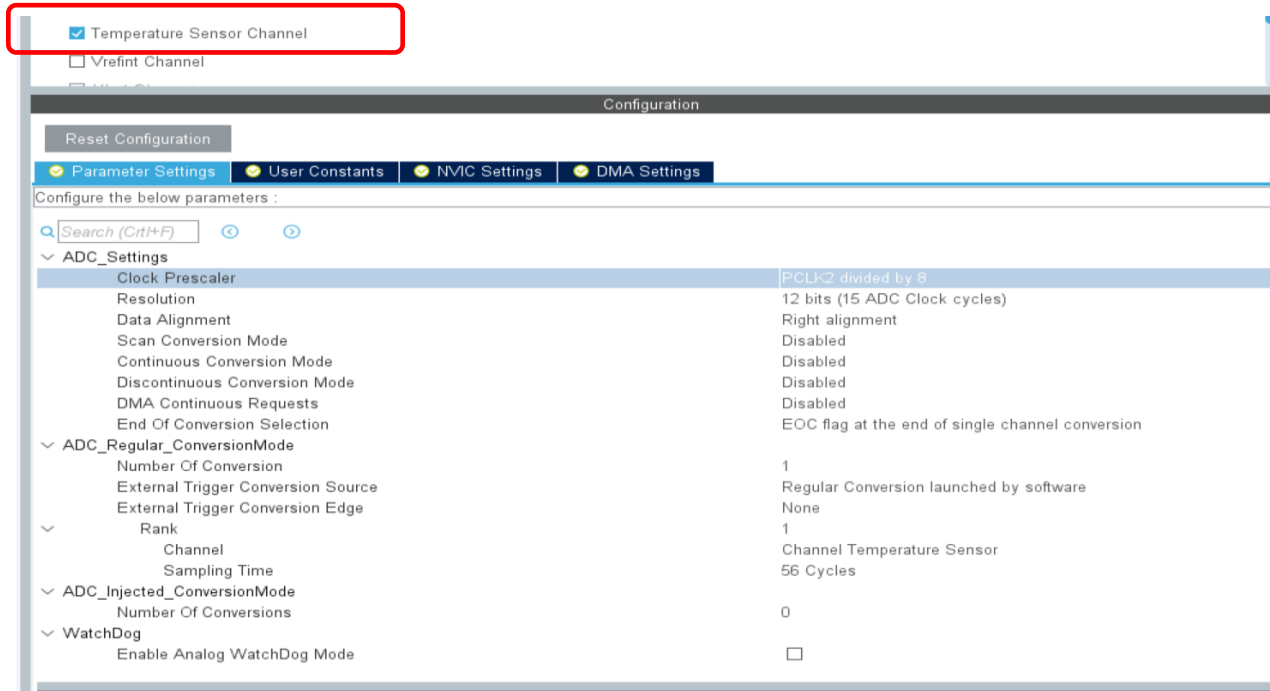 Temperature Sensor Channel
Vrefint Channel
Configuration
Reset Configuration
Parameter Settings User Constants NVIC Settings DMA Settings
Configure the below parameters :
Search (Crtl+F)
ADC_Settings
Clock Prescaler PCLK2 divided by 8
Resolution 12 bits (15 ADC Clock cycles)
Data Alignment Right alignment
Scan Conversion Mode Disabled
Continuous Conversion Mode Disabled
Discontinuous Conversion Mode Disabled
DMA Continuous Requests Disabled
End Of Conversion Selection EOC flag at the end of single channel conversion
ADC_Regular_ConversionMode
Number Of Conversion 1
External Trigger Conversion Source Regular Conversion launched by software
External Trigger Conversion Edge None
Rank 1
Channel Channel Temperature Sensor
Sampling Time 56 Cycles
ADC_Injected_ConversionMode
Number Of Conversions 0
WatchDog
Enable Analog WatchDog Mode